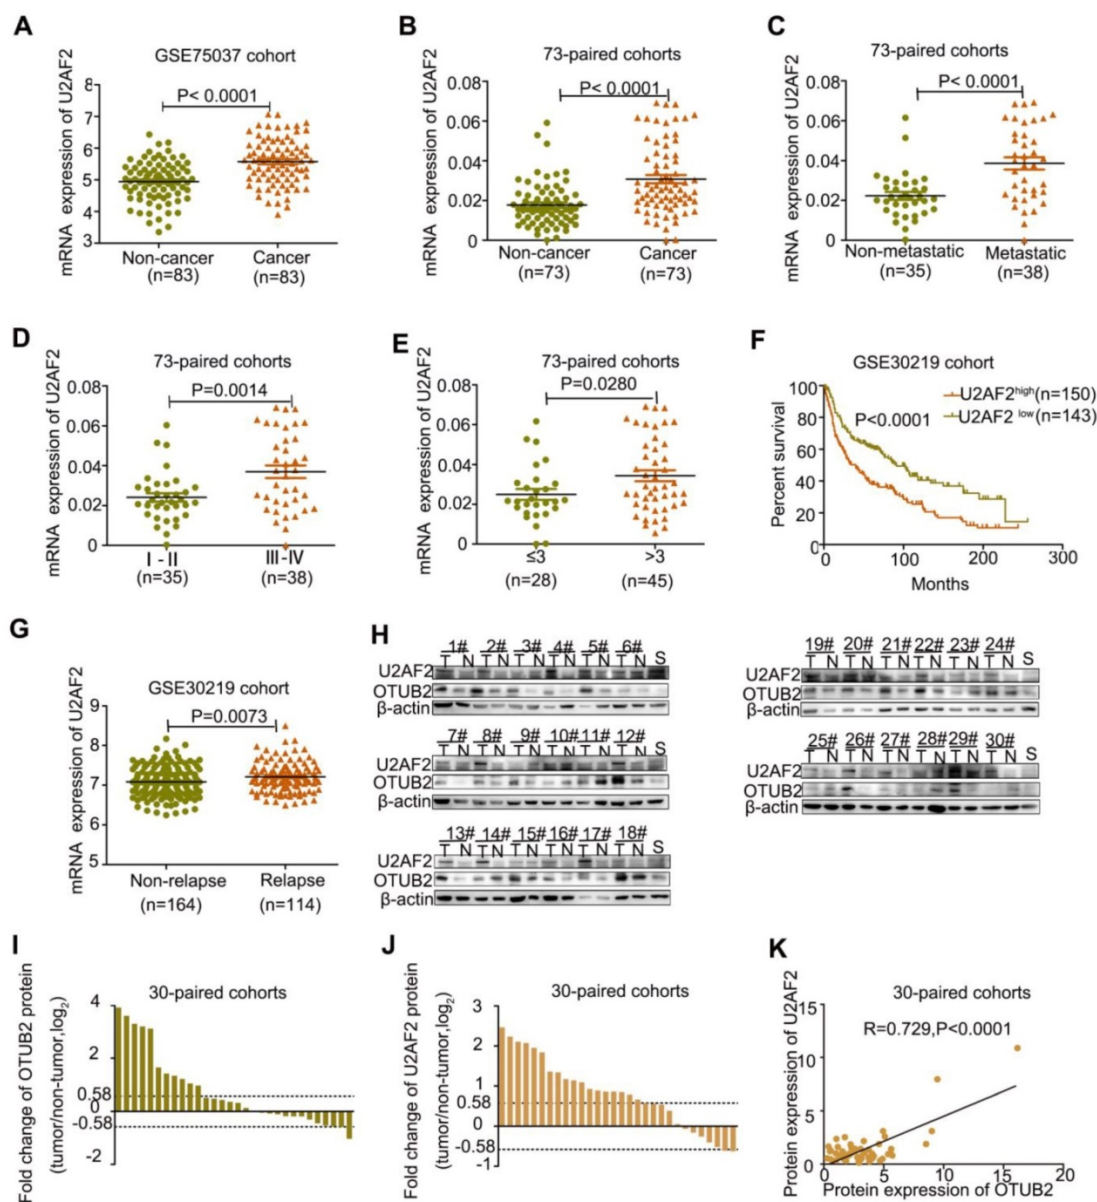 A
GSE75037 cohort
P< 0.0001
mRNA expression of U2AF2
8
7
6
5
4
3
Non-cancer
(n=83)
Cancer
(n=83)
B
73-paired cohorts
P< 0.0001
mRNA expression of U2AF2
0.08
0.06
0.04
0.02
0
Non-cancer
(n=73)
Cancer
(n=73)
C
73-paired cohorts
P< 0.0001
mRNA expression of U2AF2
0.08
0.06
0.04
0.02
0
Non-metastatic
(n=35)
Metastatic
(n=38)
D
73-paired cohorts
P=0.0014
mRNA expression of U2AF2
0.08
0.06
0.04
0.02
0
I - II
(n=35)
III-IV
(n=38)
E
73-paired cohorts
P=0.0280
mRNA expression of U2AF2
0.08
0.06
0.04
0.02
0
≤3
(n=28)
>3
(n=45)
F
GSE30219 cohort
U2AF2high(n=150)
U2AF2 low(n=143)
P<0.0001
Percent survival
100
80
60
40
20
0 100 200 300
Months
G
GSE30219 cohort
P=0.0073
mRNA expression of U2AF2
9
8
7
6
5
Non-relapse
(n=164)
Relapse
(n=114)
H
1# 2# 3# 4# 5# 6#
T N T N T N T N T N T N S
U2AF2
OTUB2
β-actin
7# 8# 9# 10# 11# 12#
T N T N T N T N T N T N S
U2AF2
OTUB2
β-actin
13# 14# 15# 16# 17# 18#
T N T N T N T N T N T N S
U2AF2
OTUB2
β-actin
19# 20# 21# 22# 23# 24#
T N T N T N T N T N T N S
U2AF2
OTUB2
β-actin
25# 26# 27# 28# 29# 30#
T N T N T N T N T N T N S
U2AF2
OTUB2
β-actin
I
30-paired cohorts
Fold change of OTUB2 protein
(tumor/non-tumor,log2)
4
2
0.58
0
-0.58
-2
J
30-paired cohorts
Fold change of U2AF2 protein
(tumor/non-tumor,log2)
3
2
1
0.58
0
-0.58
-1
K
30-paired cohorts
R=0.729,P<0.0001
Protein expression of U2AF2
15
10
5
0
0 5 10 15 20
Protein expression of OTUB2